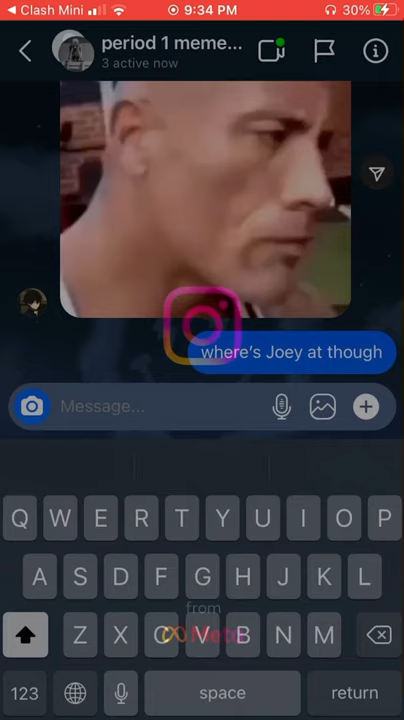 Clash Mini
9:34 PM
30%
period 1 meme...
3 active now
where's Joey at though
Message...
Q W E R T Y U I O P
A S D F G H J K L
from
Z X C V B N M
Meta
123 space return